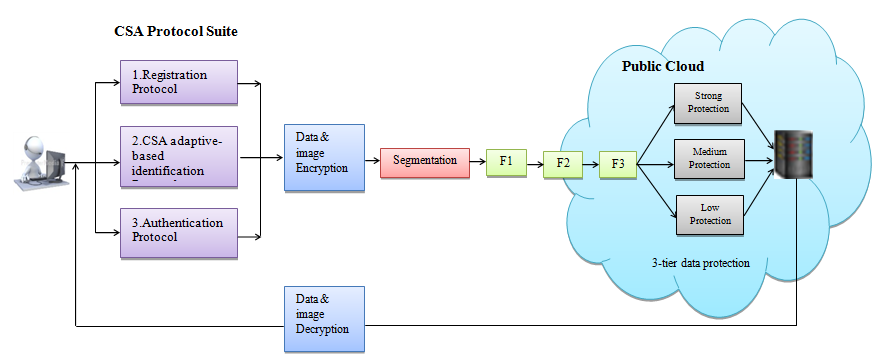 CSA Protocol Suite
1.Registration
Protocol
2.CSA adaptive-
based
identification
3.Authentication
Protocol
Data &
image
Encryption
Segmentation
F1
F2
F3
Public Cloud
Strong
Protection
Medium
Protection
Low
Protection
3-tier data protection
Data &
image
Decryption